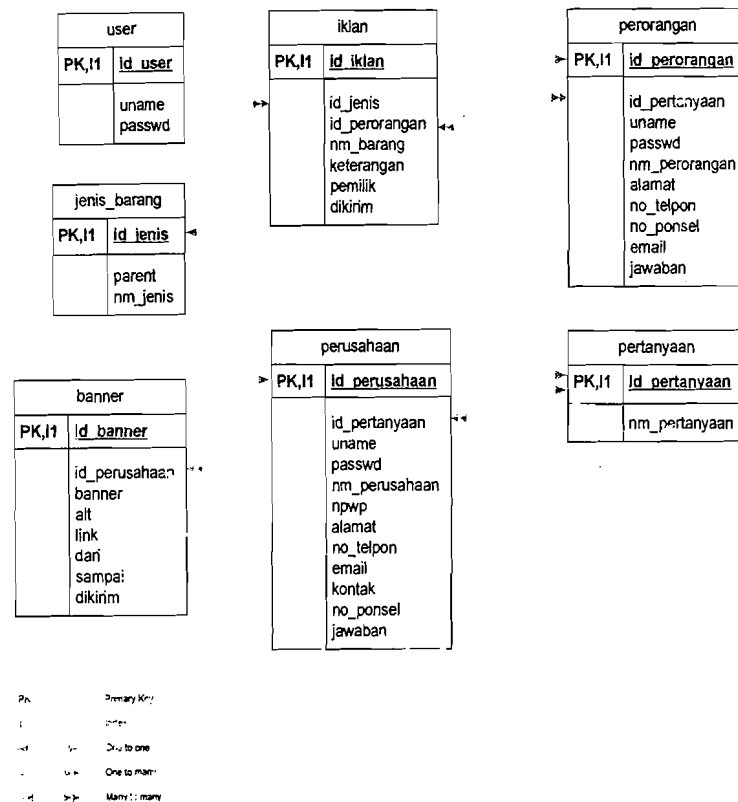 user
PK,I1 id_user
uname
passwd
jenis_barang
PK,I1 id_jenis
parent
nm_jenis
banner
PK,I1 id_banner
id_perusahaan
banner
alt
link
dari
sampai
dikirim
iklan
PK,I1 id_iklan
id_jenis
id_perorangan
nm_barang
keterangan
pemilik
dikirim
perusahaan
PK,I1 id_perusahaan
id_pertanyaan
uname
passwd
nm_perusahaan
npwp
alamat
no_telpon
email
kontak
no_ponsel
jawaban
perorangan
PK,I1 id_perorangan
id_pertanyaan
uname
passwd
nm_perorangan
alamat
no_telpon
no_ponsel
email
jawaban
pertanyaan
PK,I1 id_pertanyaan
nm_pertanyaan
Primary Key
One to one
One to many
many